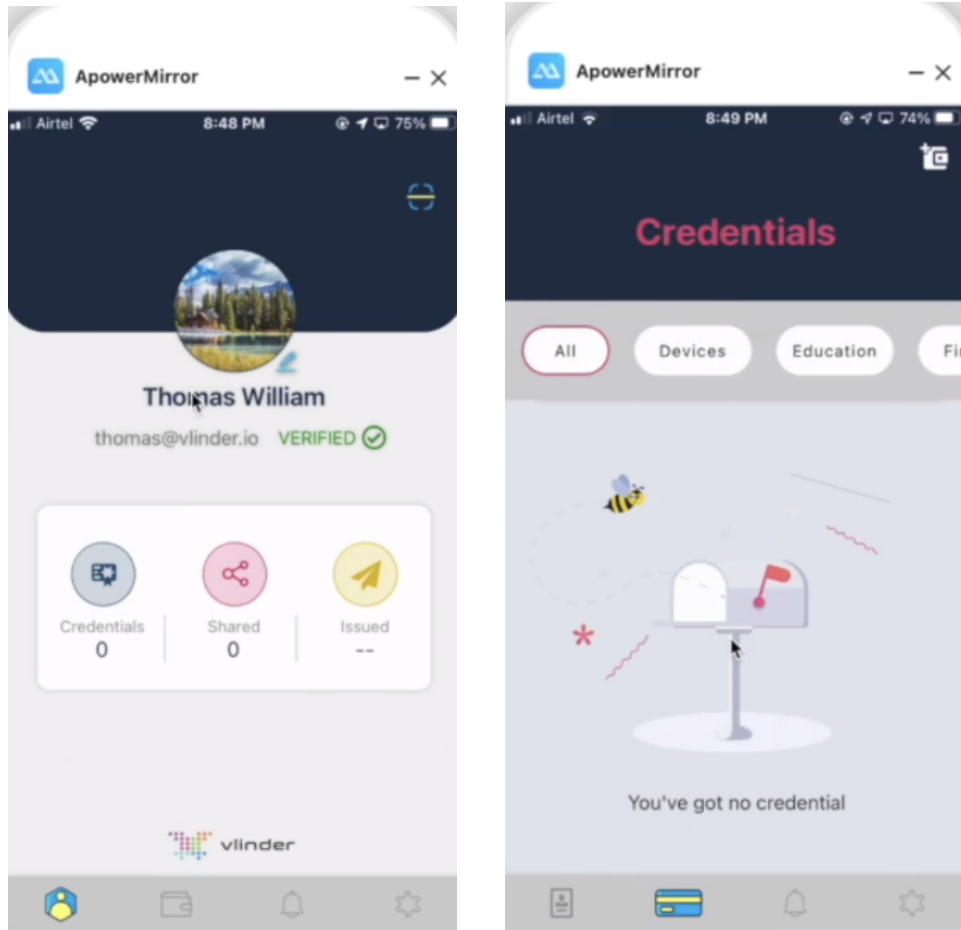 ApowerMirror
Airtel 8:48 PM 75%
Thomas William
thomas@vlinder.io VERIFIED
Credentials Shared Issued
0 0 --
vlinder
ApowerMirror
Airtel 8:49 PM 74%
Credentials
All Devices Education Fi
You've got no credential